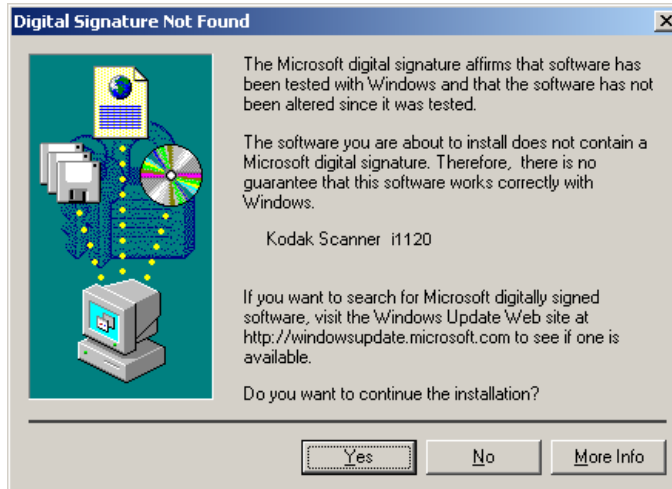 Digital Signature Not Found
The Microsoft digital signature affirms that software has
been tested with Windows and that the software has not
been altered since it was tested.
The software you are about to install does not contain a
Microsoft digital signature. Therefore, there is no
guarantee that this software works correctly with
Windows.
Kodak Scanner i1120
If you want to search for Microsoft digitally signed
software, visit the Windows Update Web site at
http://windowsupdate.microsoft.com to see if one is
available.
Do you want to continue the installation?
Yes
No
More Info